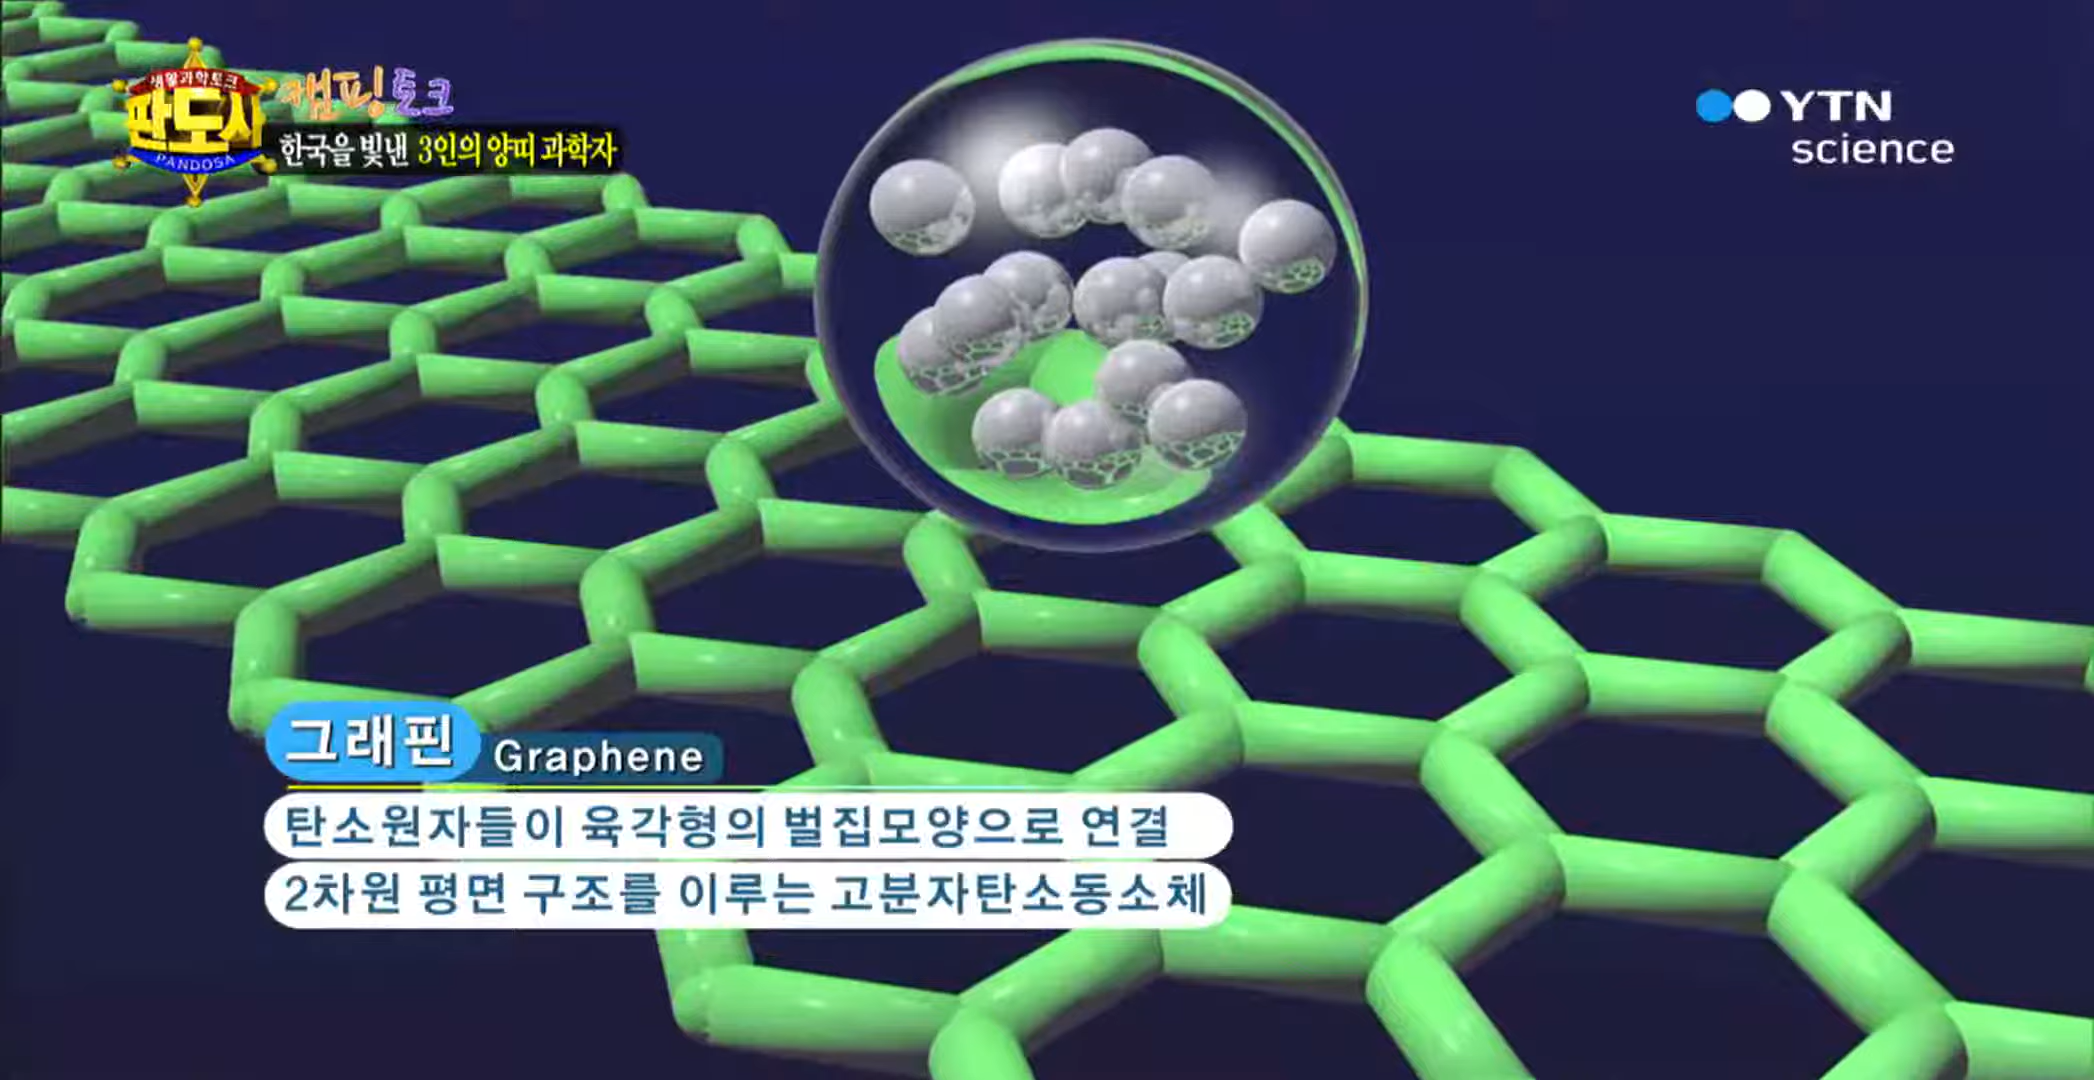 생활과학토크
판도사
PANDOSA
캠핑토크
한국을 빛낸 3인의 양띠 과학자
YTN
science
그래핀 Graphene
탄소원자들이 육각형의 벌집모양으로 연결
2차원 평면 구조를 이루는 고분자탄소동소체